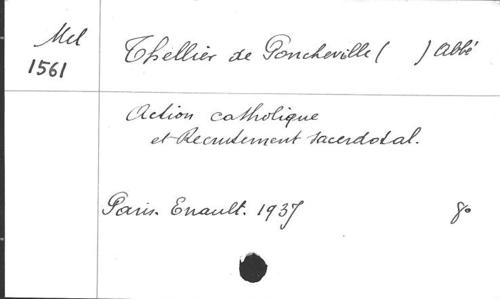 Mel
1561
Thellier de Poncheville ( ) Abbé
Action catholique
et Recrutement sacerdotal.
Paris. Enault. 1937
8°